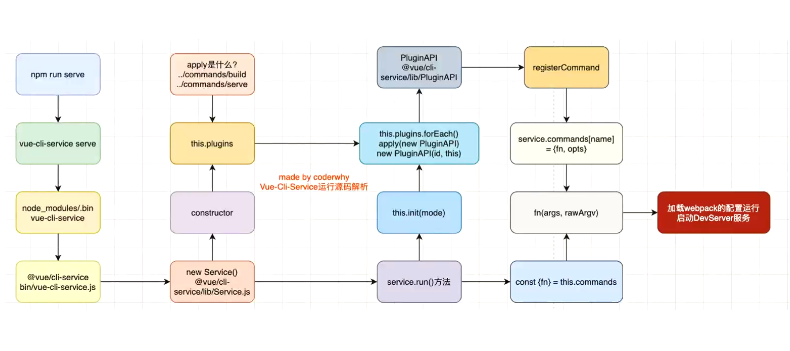 npm run serve
apply是什么?
../commands/build
../commands/serve
PluginAPI
@vue/cli-
service/lib/PluginAPI
registerCommand
vue-cli-service serve
this.plugins
this.plugins.forEach()
apply(new PluginAPI)
new PluginAPI(id, this)
service.commands[name]
= {fn, opts}
made by coderwhy
Vue-Cli-Service运行源码解析
node_modules/.bin
vue-cli-service
constructor
this.init(mode)
fn(args, rawArgv)
加载webpack的配置运行
启动DevServer服务
@vue/cli-service
bin/vue-cli-service.js
new Service()
@vue/cli-
service/lib/Service.js
service.run()方法
const {fn} = this.commands